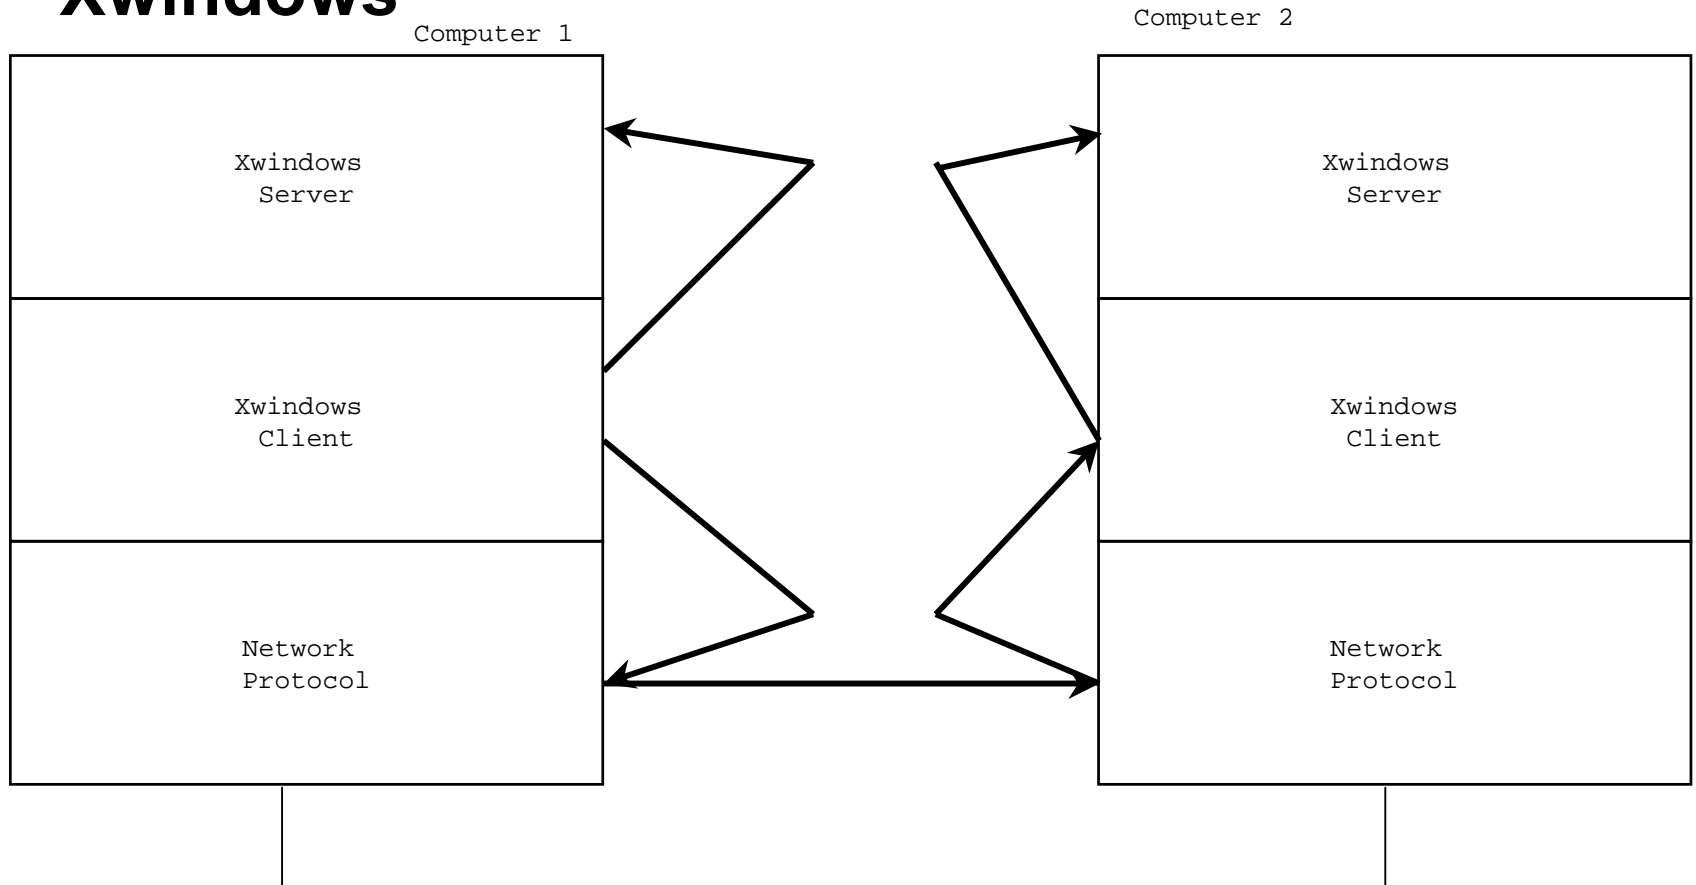 Xwindows
Computer 1
Computer 2
Xwindows
Server
Xwindows
Client
Network
Protocol
Xwindows
Server
Xwindows
Client
Network
Protocol